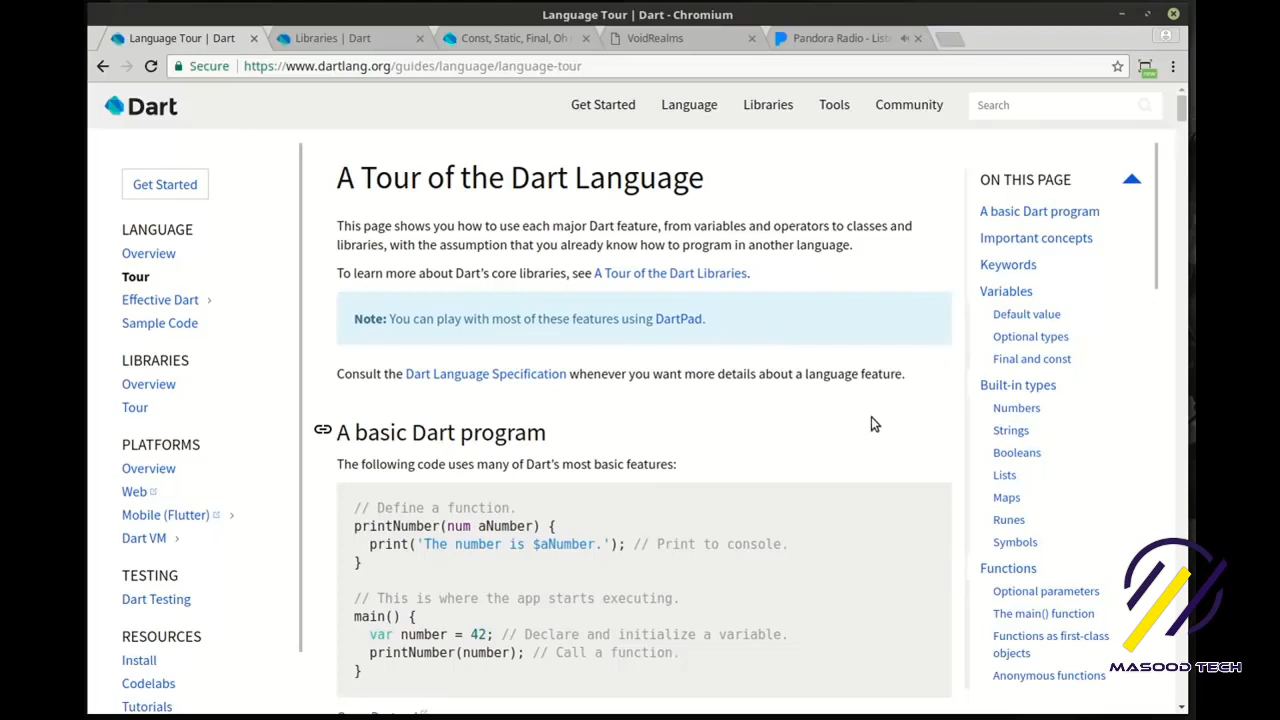 Language Tour | Dart - Chromium
Language Tour | Dart
Libraries | Dart
Const, Static, Final, Oh
VoidRealms
Pandora Radio - List
Secure
https://www.dartlang.org/guides/language/language-tour
new
Dart
Get Started
Language
Libraries
Tools
Community
Search
Get Started
LANGUAGE
Overview
Tour
Effective Dart
Sample Code
LIBRARIES
Overview
Tour
PLATFORMS
Overview
Web
Mobile (Flutter)
Dart VM
TESTING
Dart Testing
RESOURCES
Install
Codelabs
Tutorials
A Tour of the Dart Language
This page shows you how to use each major Dart feature, from variables and operators to classes and
libraries, with the assumption that you already know how to program in another language.
To learn more about Dart's core libraries, see A Tour of the Dart Libraries.
Note: You can play with most of these features using DartPad.
Consult the Dart Language Specification whenever you want more details about a language feature.
A basic Dart program
The following code uses many of Dart's most basic features:
// Define a function.
printNumber(num aNumber) {
print('The number is $aNumber.'); // Print to console.
}
// This is where the app starts executing.
main() {
var number = 42; // Declare and initialize a variable.
printNumber(number); // Call a function.
}
ON THIS PAGE
A basic Dart program
Important concepts
Keywords
Variables
Default value
Optional types
Final and const
Built-in types
Numbers
Strings
Booleans
Lists
Maps
Runes
Symbols
Functions
Optional parameters
The main() function
Functions as first-class
objects
Anonymous functions
MASOOD TECH